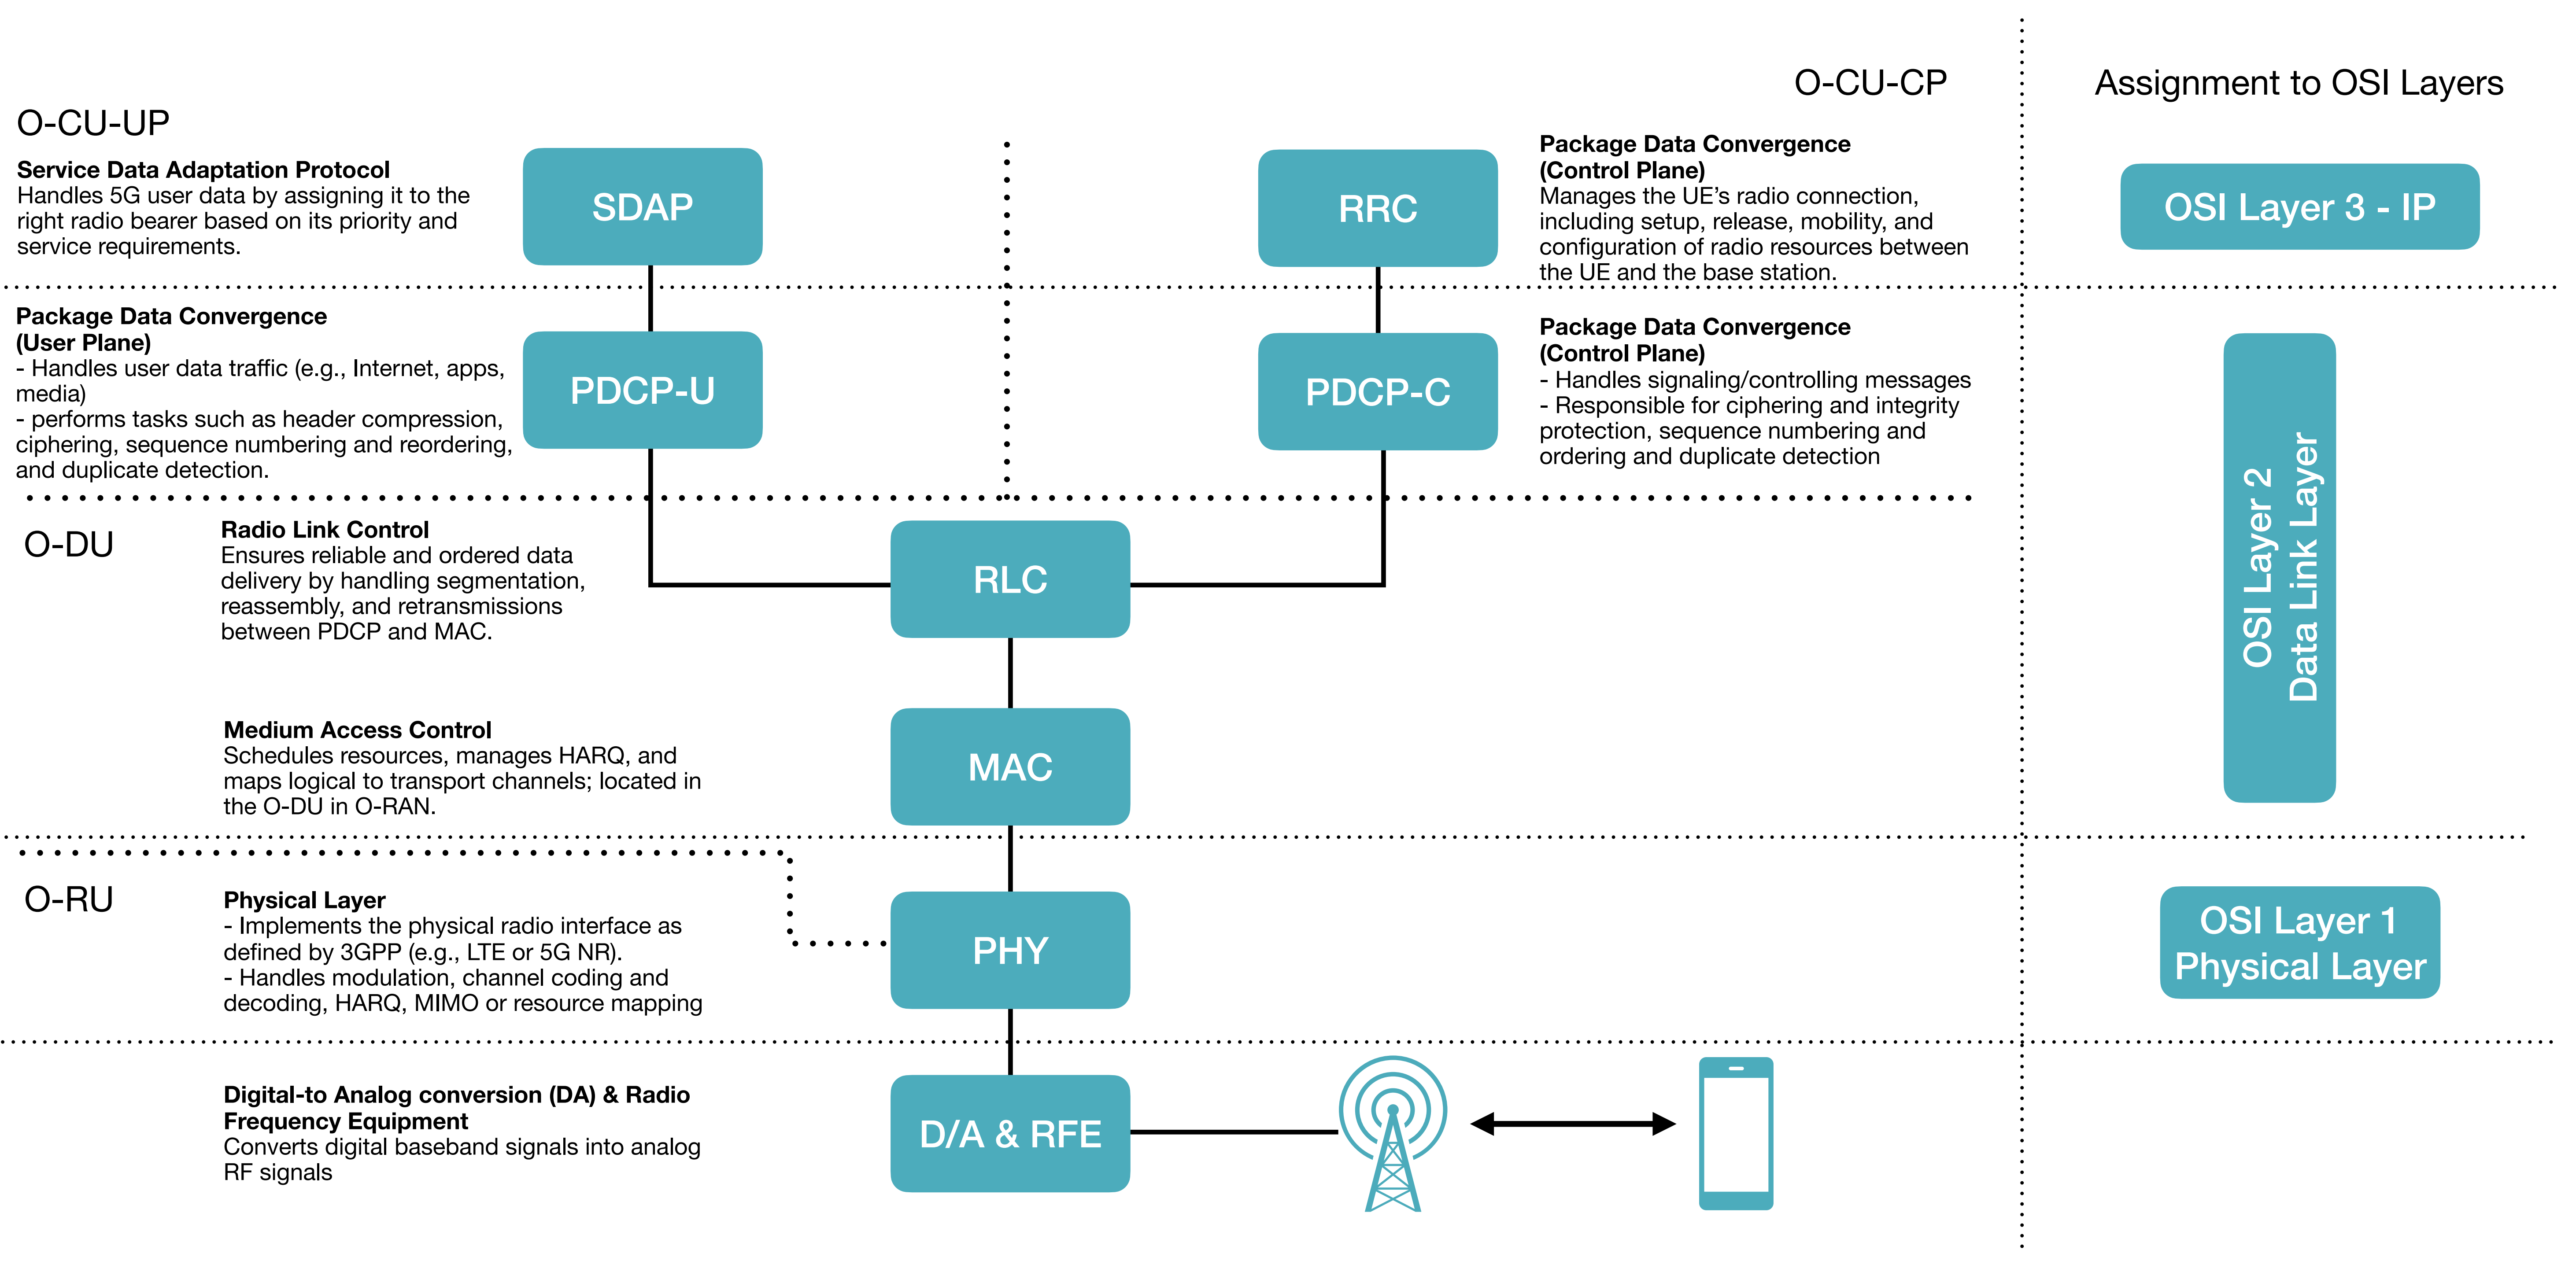 O-CU-UP
Service Data Adaptation Protocol
Handles 5G user data by assigning it to the
right radio bearer based on its priority and
service requirements.
SDAP
O-CU-CP
RRC
Package Data Convergence
(Control Plane)
Manages the UE’s radio connection,
including setup, release, mobility, and
configuration of radio resources between
the UE and the base station.
Assignment to OSI Layers
OSI Layer 3 - IP
Package Data Convergence
(User Plane)
- Handles user data traffic (e.g., Internet, apps,
media)
- performs tasks such as header compression,
ciphering, sequence numbering and reordering,
and duplicate detection.
PDCP-U
PDCP-C
Package Data Convergence
(Control Plane)
- Handles signaling/controlling messages
- Responsible for ciphering and integrity
protection, sequence numbering and
ordering and duplicate detection
OSI Layer 2
Data Link Layer
O-DU
Radio Link Control
Ensures reliable and ordered data
delivery by handling segmentation,
reassembly, and retransmissions
between PDCP and MAC.
RLC
Medium Access Control
Schedules resources, manages HARQ, and
maps logical to transport channels; located in
the O-DU in O-RAN.
MAC
O-RU
Physical Layer
- Implements the physical radio interface as
defined by 3GPP (e.g., LTE or 5G NR).
- Handles modulation, channel coding and
decoding, HARQ, MIMO or resource mapping
PHY
OSI Layer 1
Physical Layer
Digital-to Analog conversion (DA) & Radio
Frequency Equipment
Converts digital baseband signals into analog
RF signals
D/A & RFE